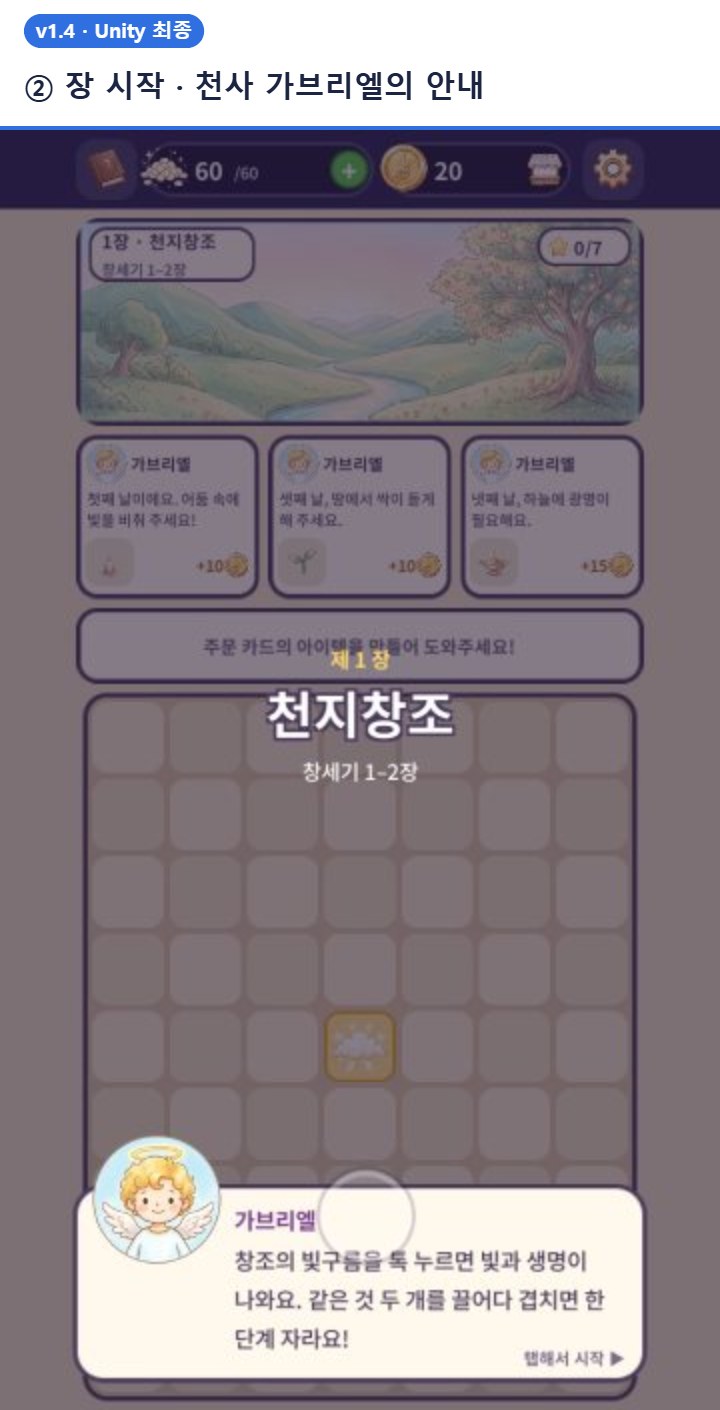 v1.4 · Unity 최종
② 장 시작 · 천사 가브리엘의 안내
60 /60
20
1장 · 천지창조
창세기 1–2장
0/7
가브리엘
첫째 날이에요. 어둠 속에
빛을 비춰 주세요!
+10
가브리엘
셋째 날, 땅에서 싹이 돋게
해 주세요.
+10
가브리엘
넷째 날, 하늘에 광명이
필요해요.
+15
주문 카드의 아이템을 만들어 도와주세요!
제 1 장
천지창조
창세기 1–2장
가브리엘
창조의 빛구름을 톡 누르면 빛과 생명이
나와요. 같은 것 두 개를 끌어다 겹치면 한
단계 자라요!
탭해서 시작 ▶